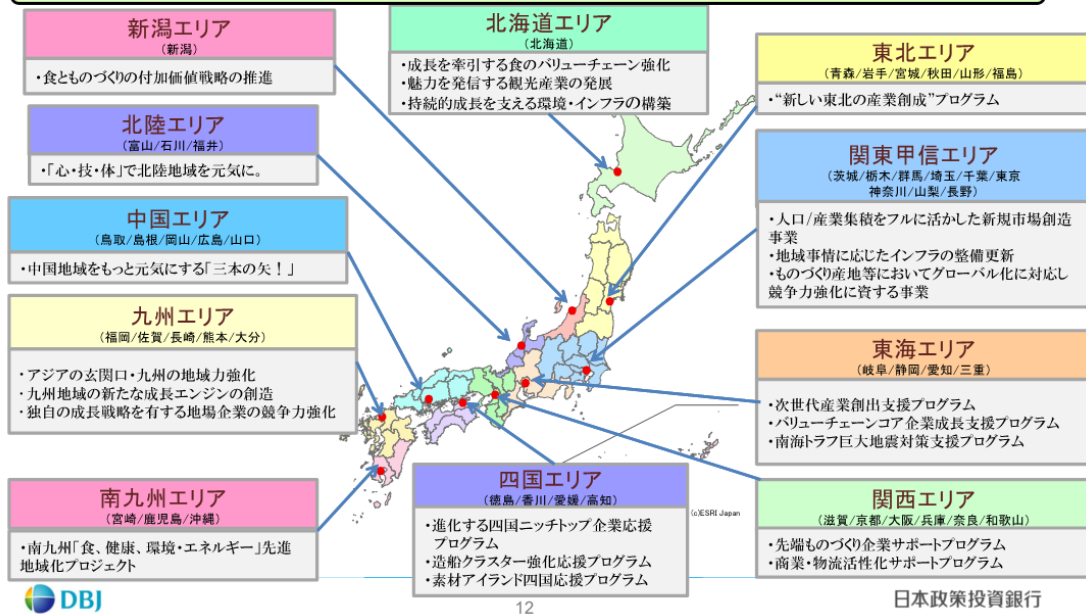 新潟エリア
(新潟)
・食とものづくりの付加価値戦略の推進
北海道エリア
(北海道)
・成長を牽引する食のバリューチェーン強化
・魅力を発信する観光産業の発展
・持続的成長を支える環境・インフラの構築
東北エリア
(青森/岩手/宮城/秋田/山形/福島)
・“新しい東北の産業創成”プログラム
北陸エリア
(富山/石川/福井)
・「心・技・体」で北陸地域を元気に。
関東甲信エリア
(茨城/栃木/群馬/埼玉/千葉/東京
神奈川/山梨/長野)
・人口/産業集積をフルに活かした新規市場創造
事業
・地域事情に応じたインフラの整備更新
・ものづくり産地等においてグローバル化に対応し
競争力強化に資する事業
中国エリア
(鳥取/島根/岡山/広島/山口)
・中国地域をもっと元気にする「三本の矢！」
九州エリア
(福岡/佐賀/長崎/熊本/大分)
・アジアの玄関口・九州の地域力強化
・九州地域の新たな成長エンジンの創造
・独自の成長戦略を有する地場企業の競争力強化
東海エリア
(岐阜/静岡/愛知/三重)
・次世代産業創出支援プログラム
・バリューチェーンコア企業成長支援プログラム
・南海トラフ巨大地震対策支援プログラム
南九州エリア
(宮崎/鹿児島/沖縄)
・南九州「食、健康、環境・エネルギー」先進
地域化プロジェクト
四国エリア
(徳島/香川/愛媛/高知)
・進化する四国ニッチトップ企業応援
プログラム
・造船クラスター強化応援プログラム
・素材アイランド四国応援プログラム
(c)ESRI Japan
関西エリア
(滋賀/京都/大阪/兵庫/奈良/和歌山)
・先端ものづくり企業サポートプログラム
・商業・物流活性化サポートプログラム
DBJ
12
日本政策投資銀行